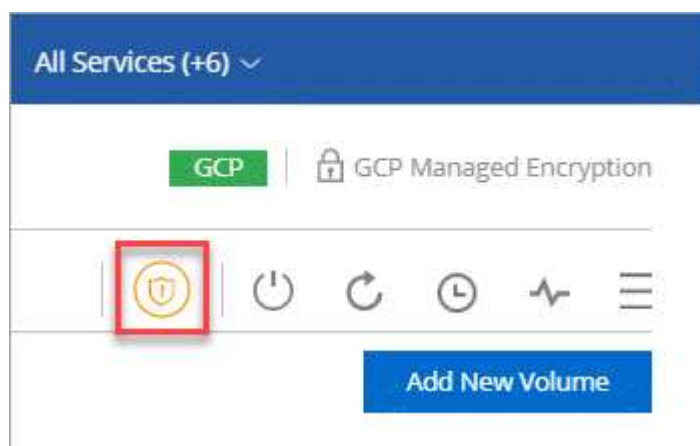 All Services (+6)
GCP
GCP Managed Encryption
Add New Volume